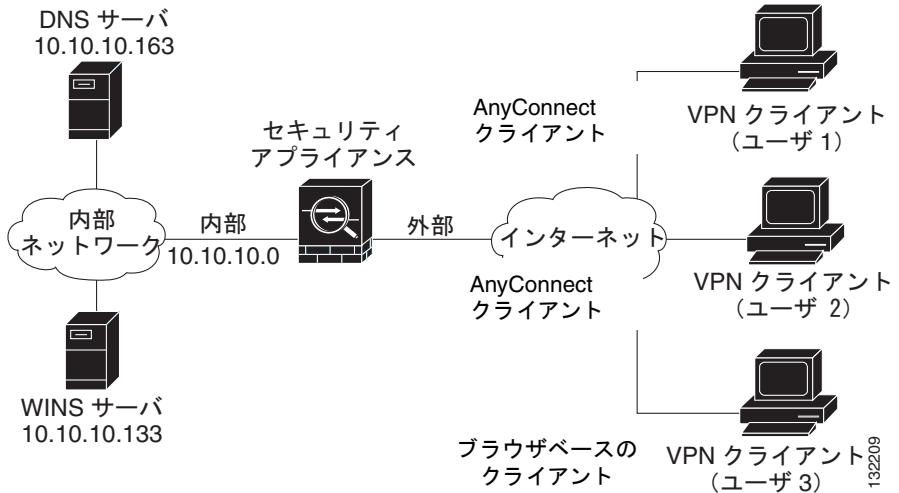 DNS サーバ
10.10.10.163
セキュリティ
アプライアンス
AnyConnect
クライアント
VPN クライアント
(ユーザ 1)
内部
ネットワーク
内部
10.10.10.0
外部
インターネット
AnyConnect
クライアント
VPN クライアント
(ユーザ 2)
WINS サーバ
10.10.10.133
ブラウザベースの
クライアント
VPN クライアント
(ユーザ 3)
132209